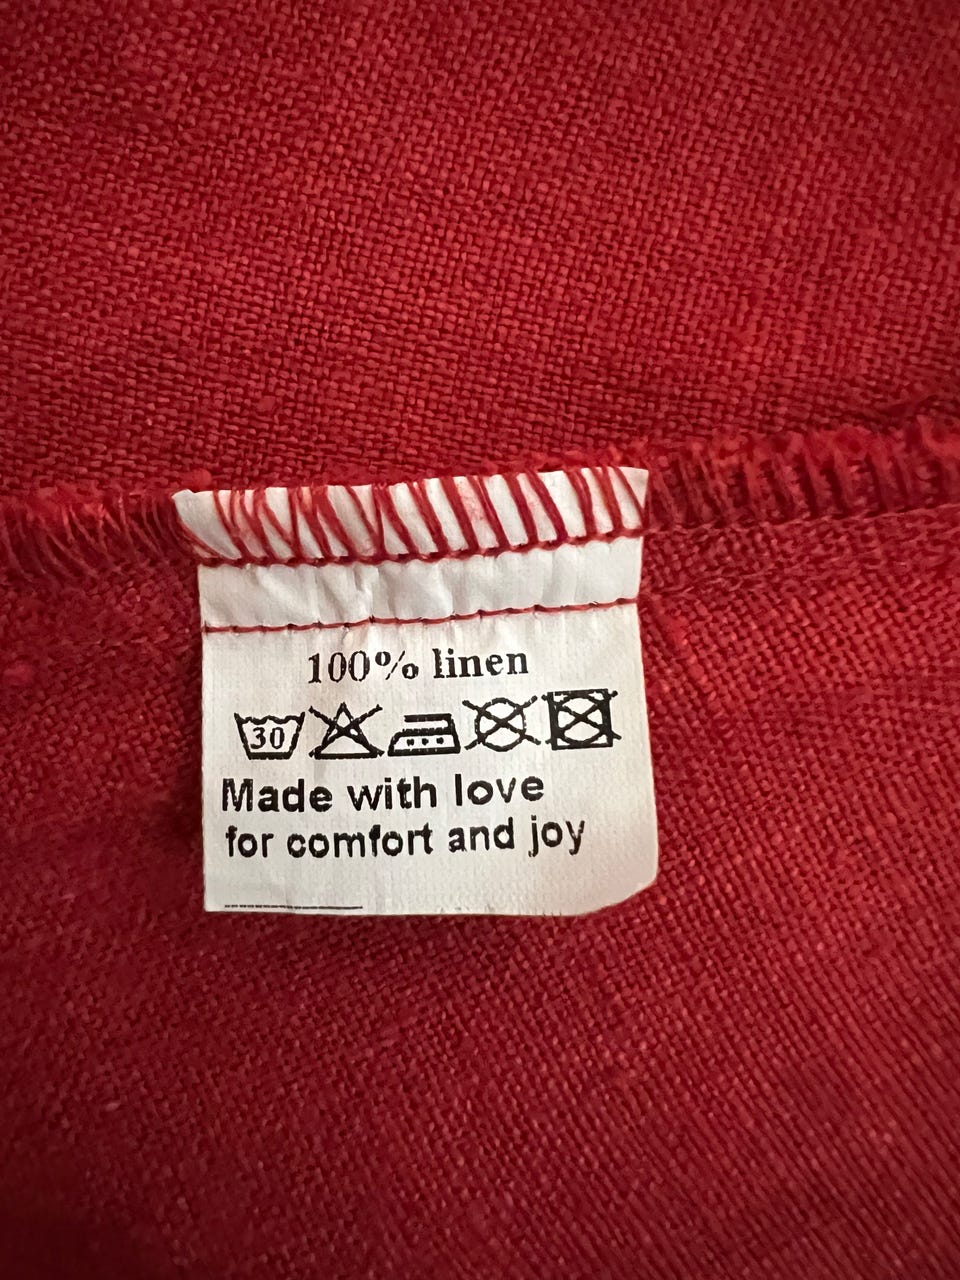 100% linen
30
Made with love
for comfort and joy